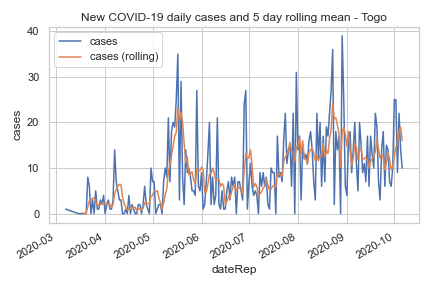 New COVID-19 daily cases and 5 day rolling mean - Togo
cases
cases (rolling)
40
30
20
10
0
cases
2020-03
2020-04
2020-05
2020-06
2020-07
2020-08
2020-09
2020-10
dateRep